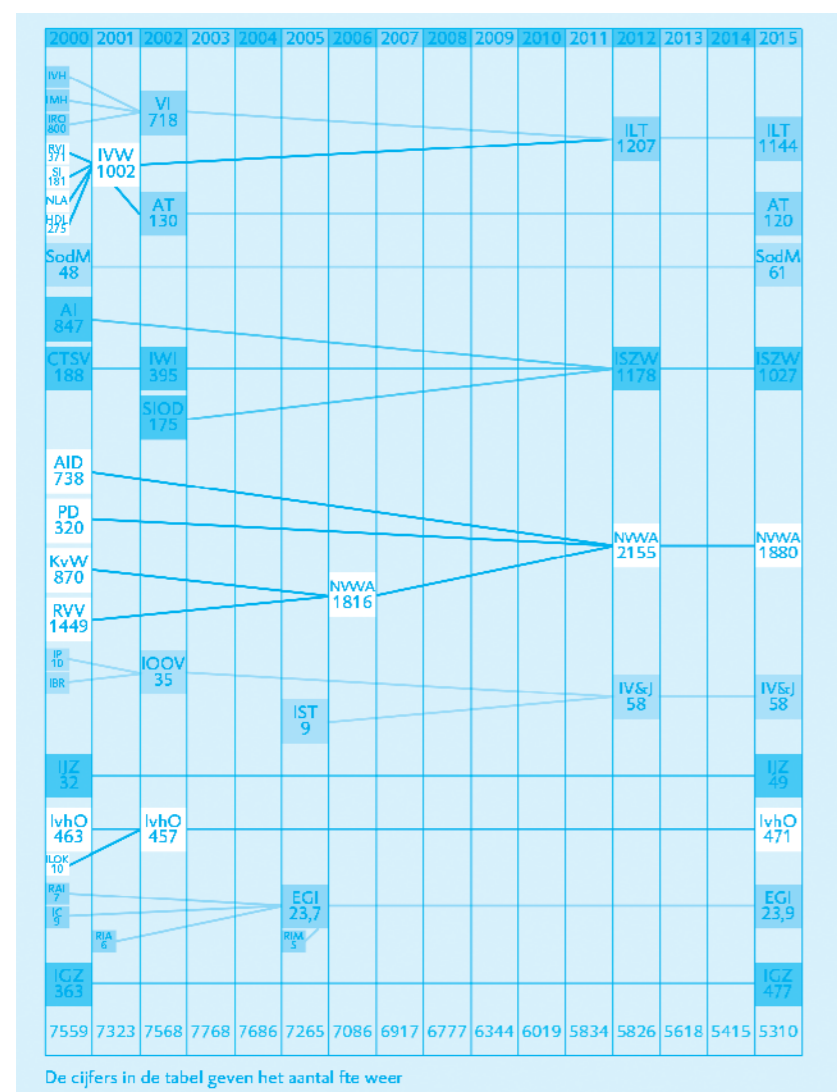 2000 2001 2002 2003 2004 2005 2006 2007 2008 2009 2010 2011 2012 2013 2014 2015
IVH
IMH
IRO
800
VI
718
ILT
1207
ILT
1144
RVI
371
SI
181
NLA
HDL
275
IVW
1002
AT
130
AT
120
SodM
48
SodM
61
AI
847
CTSV
188
IWI
395
ISZW
1178
ISZW
1027
SIOD
175
AID
738
PD
320
NVWA
2155
NVWA
1880
KvW
870
NVWA
1816
RVV
1449
IP
10
IBR
IOOV
35
IV&J
58
IV&J
58
IST
9
IJZ
32
IJZ
49
IvhO
463
IvhO
457
IvhO
471
ILOK
10
RAI
7
IC
9
EGI
23,7
EGI
23,9
RIA
6
RIM
5
IGZ
363
IGZ
477
7559 7323 7568 7768 7686 7265 7086 6917 6777 6344 6019 5834 5826 5618 5415 5310
De cijfers in de tabel geven het aantal fte weer